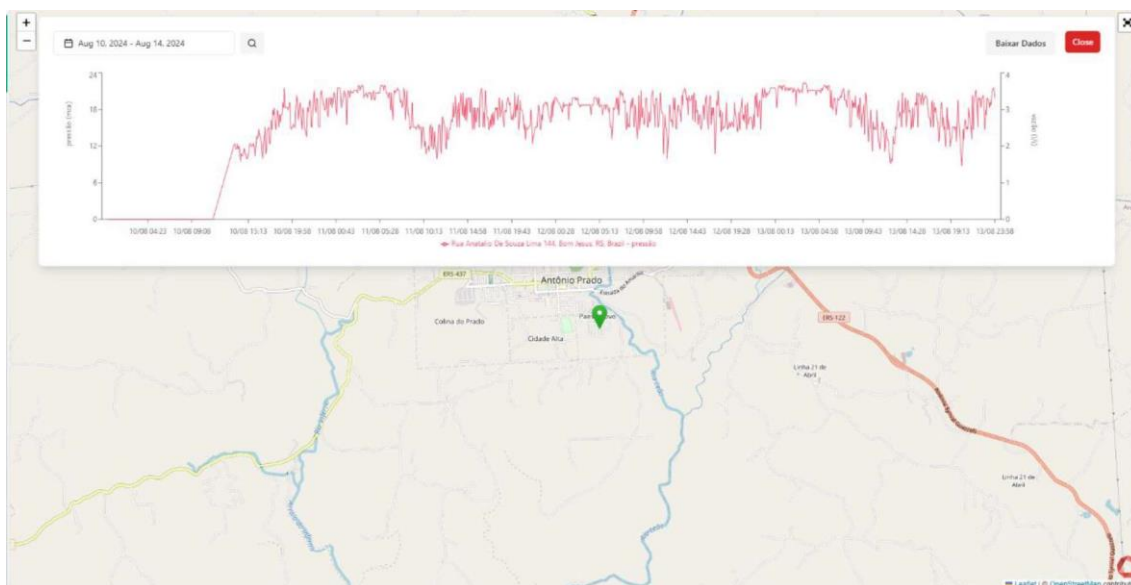 +
−
Aug 10, 2024 - Aug 14, 2024
Baixar Dados
Close
24
18
12
6
0
pressão (mca)
4
3
2
1
0
vazão (l/s)
10/08 04:23 10/08 09:08 10/08 15:13 10/08 19:58 11/08 00:43 11/08 05:28 11/08 10:13 11/08 14:58 11/08 19:43 12/08 00:28 12/08 05:13 12/08 09:58 12/08 14:43 12/08 19:28 13/08 00:13 13/08 04:58 13/08 09:43 13/08 14:28 13/08 19:13 13/08 23:58
Rua Anatalio De Souza Lima 144, Bom Jesus, RS, Brazil - pressão
ERS-437
Antônio Prado
Colina do Prado
Cidade Alta
ERS-122
Linha 21 de
Abril
Linha 21 de
Abril
Leaflet | © OpenStreetMap